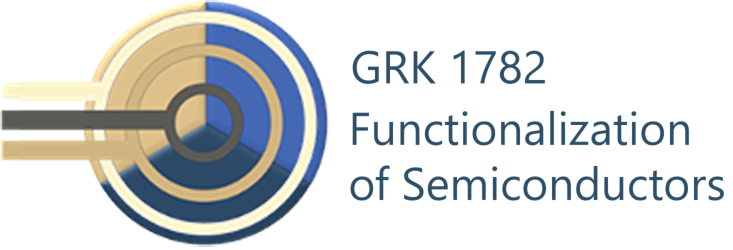 GRK 1782
Functionalization
of Semiconductors